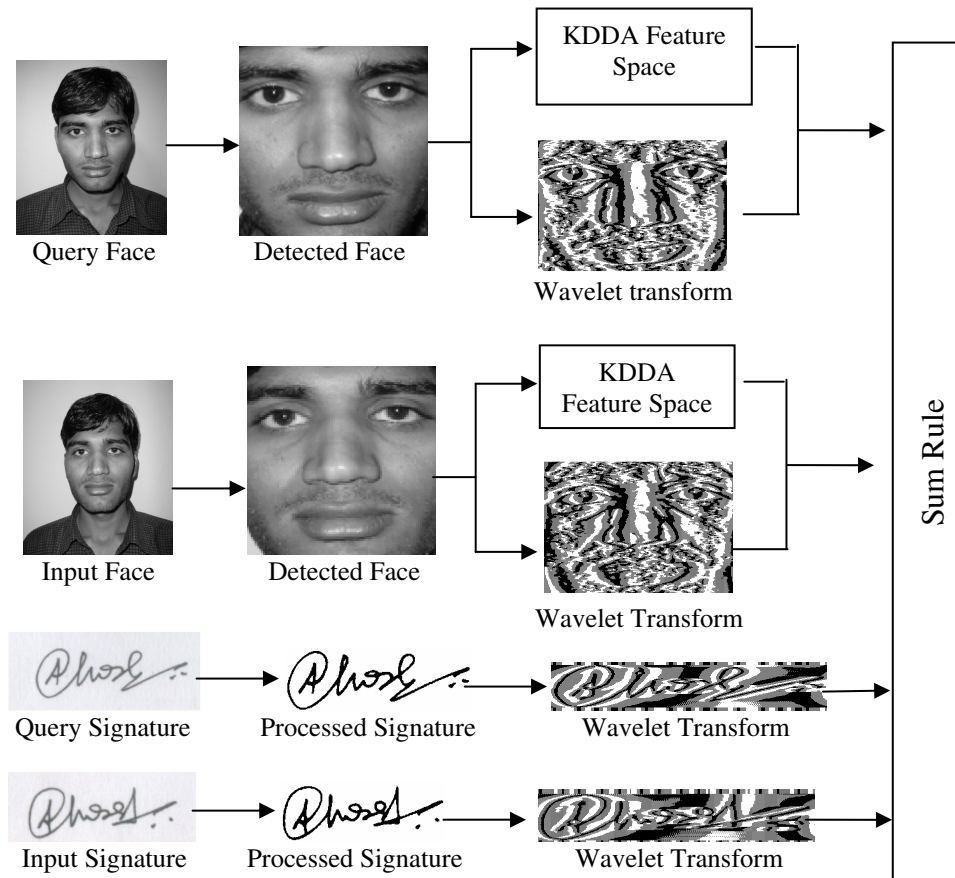 KDDA Feature
Space
Query Face
Detected Face
Wavelet transform
KDDA
Feature Space
Sum Rule
Input Face
Detected Face
Wavelet Transform
Query Signature
Processed Signature
Wavelet Transform
Input Signature
Processed Signature
Wavelet Transform